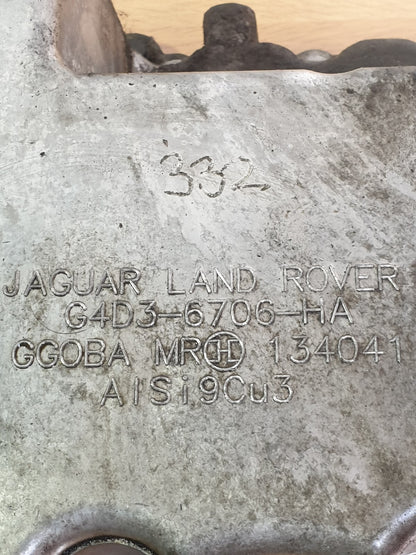 332
JAGUAR LAND ROVER
G4D3-6706-HA
GGOBA MR H 134041
AlSi9Cu3